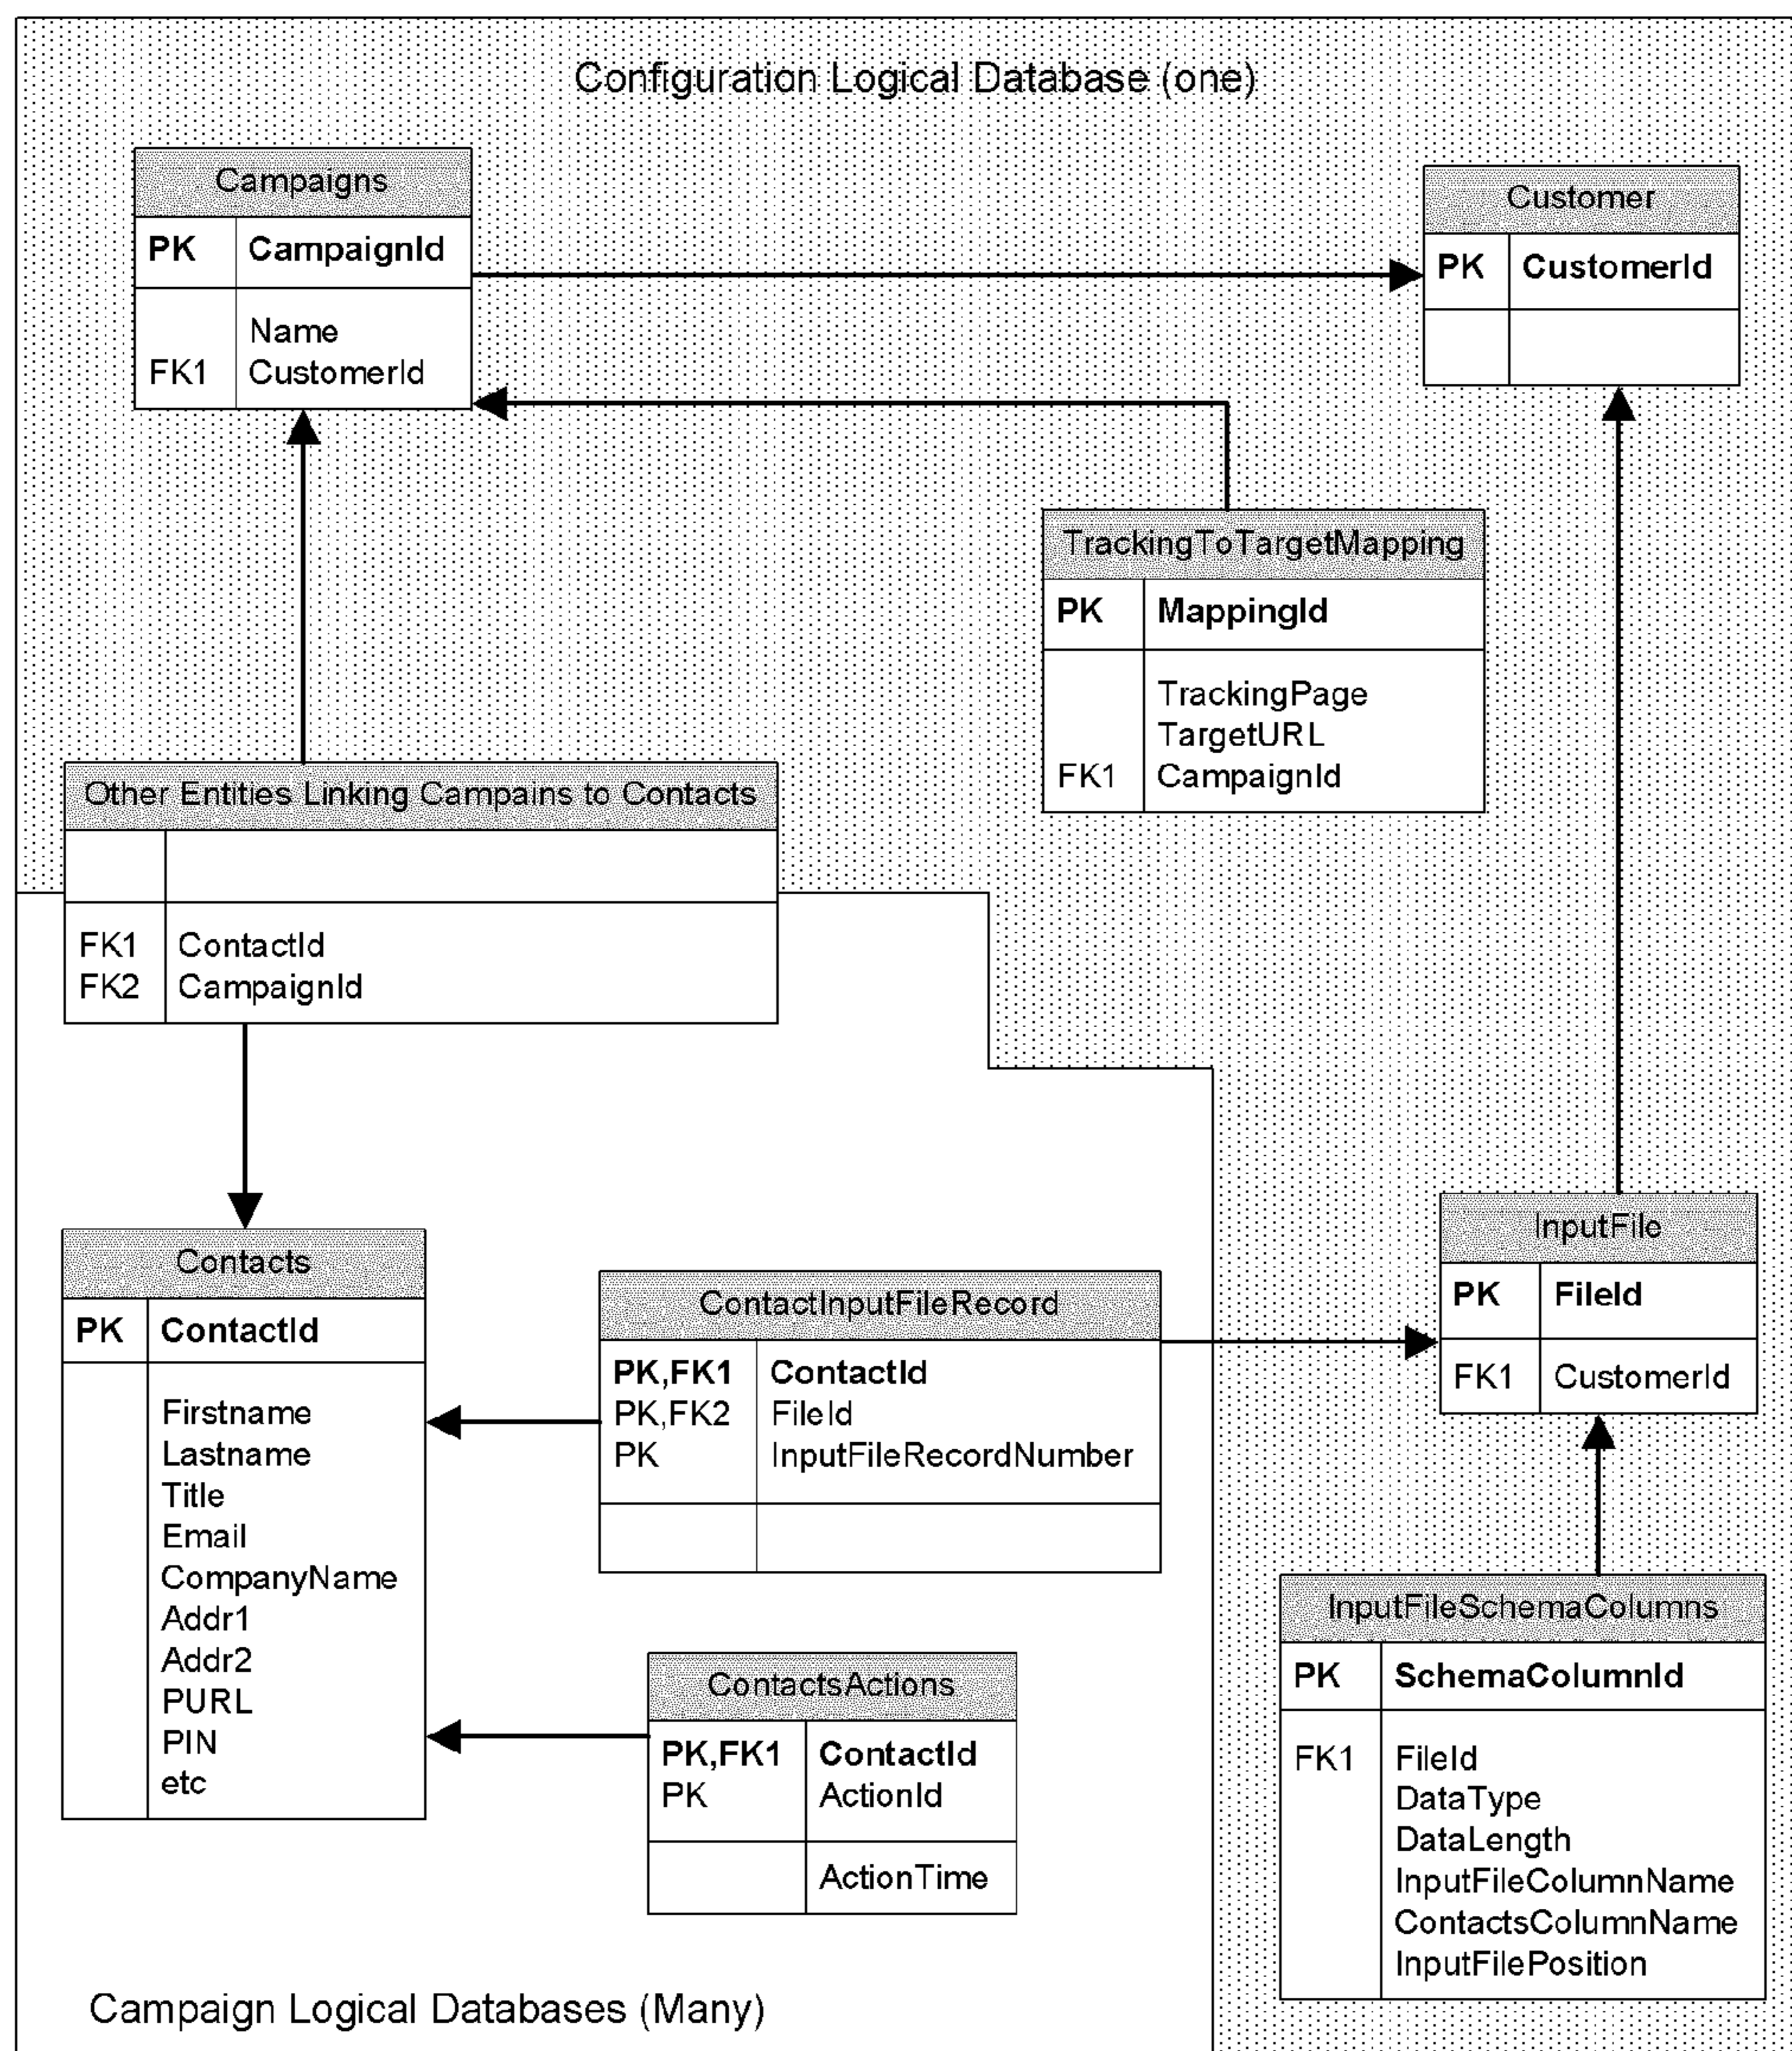 Configuration Logical Database (one)
Campaigns
PK CampaignId
Name
FK1 CustomerId
Customer
PK CustomerId
TrackingToTargetMapping
PK MappingId
TrackingPage
TargetURL
FK1 CampaignId
Other Entities Linking Campains to Contacts
FK1 ContactId
FK2 CampaignId
Contacts
PK ContactId
Firstname
Lastname
Title
Email
CompanyName
Addr1
Addr2
PURL
PIN
etc
ContactInputFileRecord
PK,FK1 ContactId
PK,FK2 FileId
PK InputFileRecordNumber
InputFile
PK FileId
FK1 CustomerId
ContactsActions
PK,FK1 ContactId
PK ActionId
ActionTime
InputFileSchemaColumns
PK SchemaColumnId
FK1 FileId
DataType
DataLength
InputFileColumnName
ContactsColumnName
InputFilePosition
Campaign Logical Databases (Many)